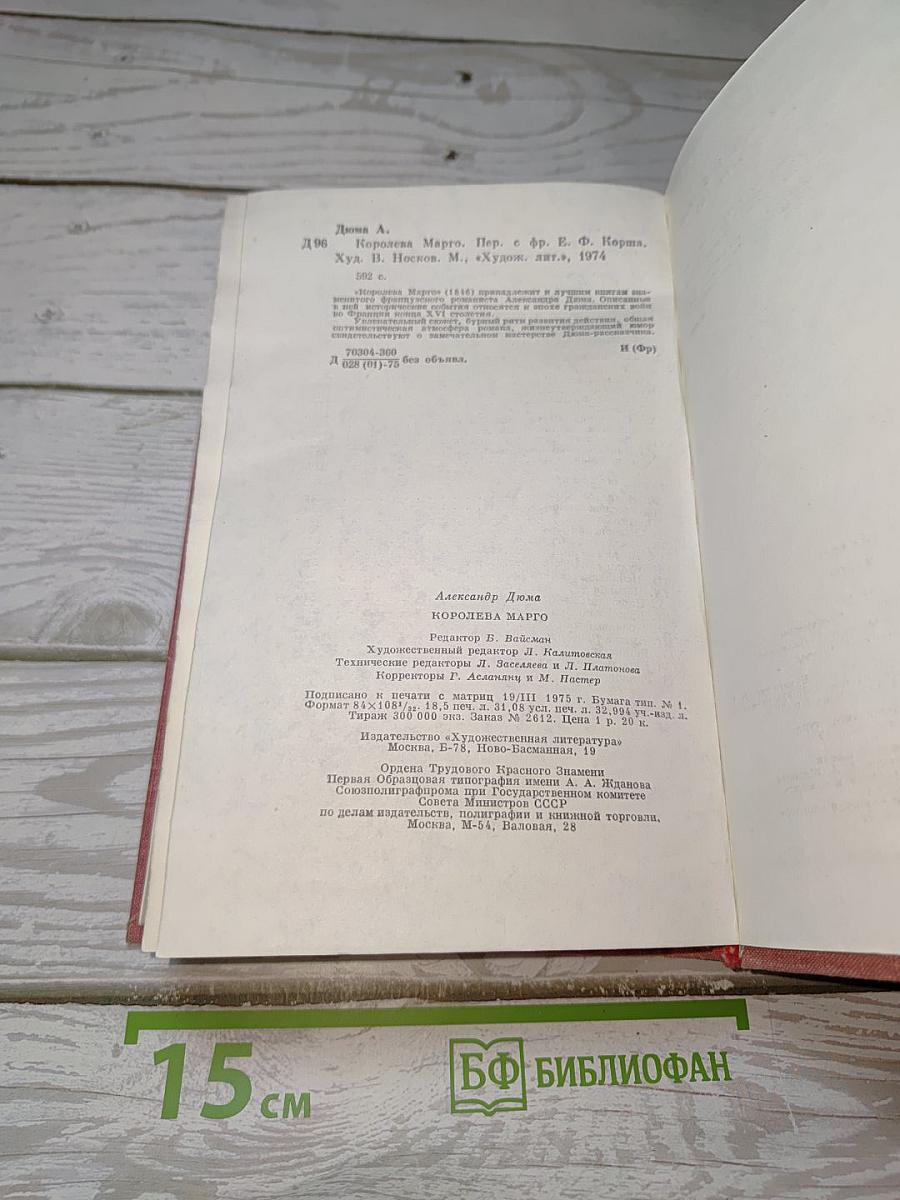 Дюма А.
Д 96 Королева Марго. Пер. с фр. Е. Ф. Корша.
Худ. В. Носков. М., «Худож. лит.», 1974
592 с.
«Королева Марго» (1846) принадлежит к лучшим книгам зна-
менитого французского романиста Александра Дюма. Описанные
в ней исторические события относятся к эпохе гражданских войн
во Франции конца XVI столетия.
Увлекательный сюжет, бурный ритм развития действия, общая
оптимистическая атмосфера романа, жизнеутверждающий юмор
свидетельствуют о замечательном мастерстве Дюма-рассказчика.
Д 70304-360
028 (01)-75 без объявл. И (Фр)
Александр Дюма
КОРОЛЕВА МАРГО
Редактор Б. Вайсман
Художественный редактор Л. Калитовская
Технические редакторы Л. Заселяева и Л. Платонова
Корректоры Г. Асланянц и М. Пастер
Подписано к печати с матриц 19/III 1975 г. Бумага тип. № 1.
Формат 84×108¹/₃₂. 18,5 печ. л. 31,08 усл. печ. л. 32,994 уч.-изд. л.
Тираж 300 000 экз. Заказ № 2612. Цена 1 р. 20 к.
Издательство «Художественная литература»
Москва, Б-78, Ново-Басманная, 19
Ордена Трудового Красного Знамени
Первая Образцовая типография имени А. А. Жданова
Союзполиграфпрома при Государственном комитете
Совета Министров СССР
по делам издательств, полиграфии и книжной торговли.
Москва, М-54, Валовая, 28
15 см БФ БИБЛИОФАН